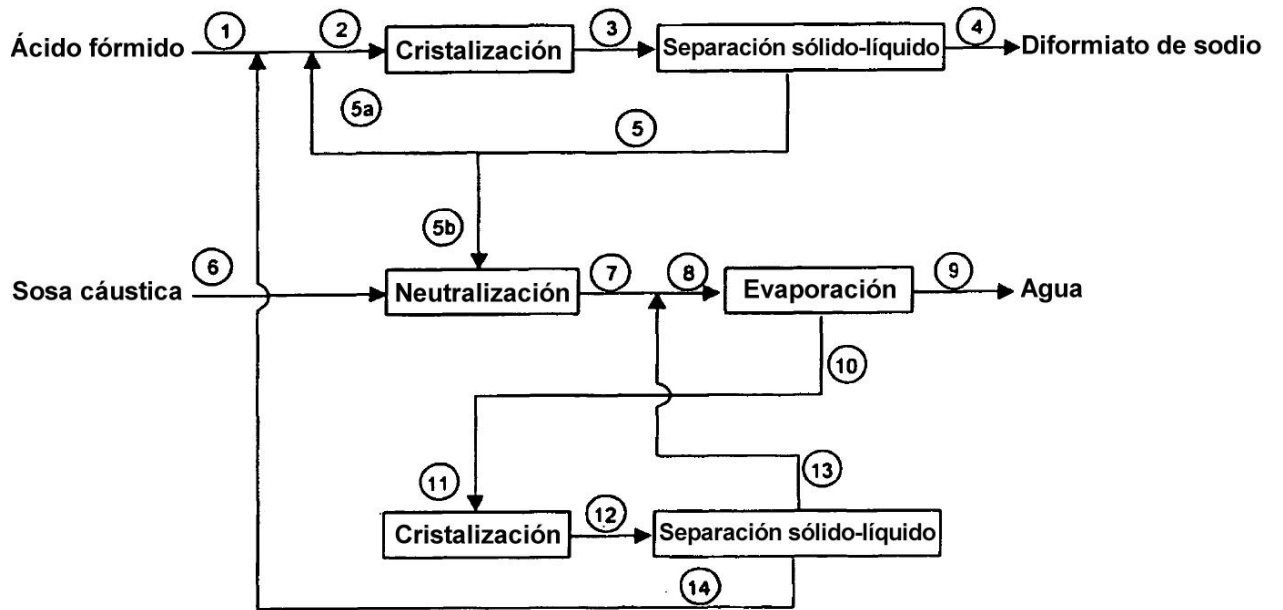 1
2
3
4
Ácido fórmido
Cristalización
Separación sólido-líquido
Diformiato de sodio
5a
5
5b
6
7
8
9
Sosa cáustica
Neutralización
Evaporación
Agua
10
11
12
13
Cristalización
Separación sólido-líquido
14